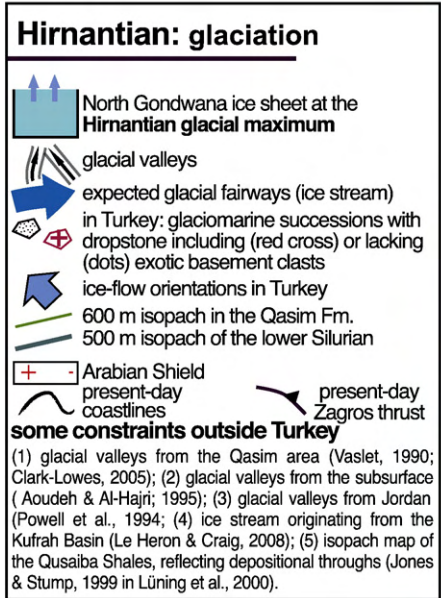 Hirnantian: glaciation
North Gondwana ice sheet at the
Hirnantian glacial maximum
glacial valleys
expected glacial fairways (ice stream)
in Turkey: glaciomarine successions with
dropstone including (red cross) or lacking
(dots) exotic basement clasts
ice-flow orientations in Turkey
600 m isopach in the Qasim Fm.
500 m isopach of the lower Silurian
Arabian Shield
present-day
coastlines
present-day
Zagros thrust
some constraints outside Turkey
(1) glacial valleys from the Qasim area (Vaslet, 1990;
Clark-Lowes, 2005); (2) glacial valleys from the subsurface
( Aoudeh & Al-Hajri; 1995); (3) glacial valleys from Jordan
(Powell et al., 1994; (4) ice stream originating from the
Kufrah Basin (Le Heron & Craig, 2008); (5) isopach map of
the Qusaiba Shales, reflecting depositional throughs (Jones
& Stump, 1999 in Lüning et al., 2000).